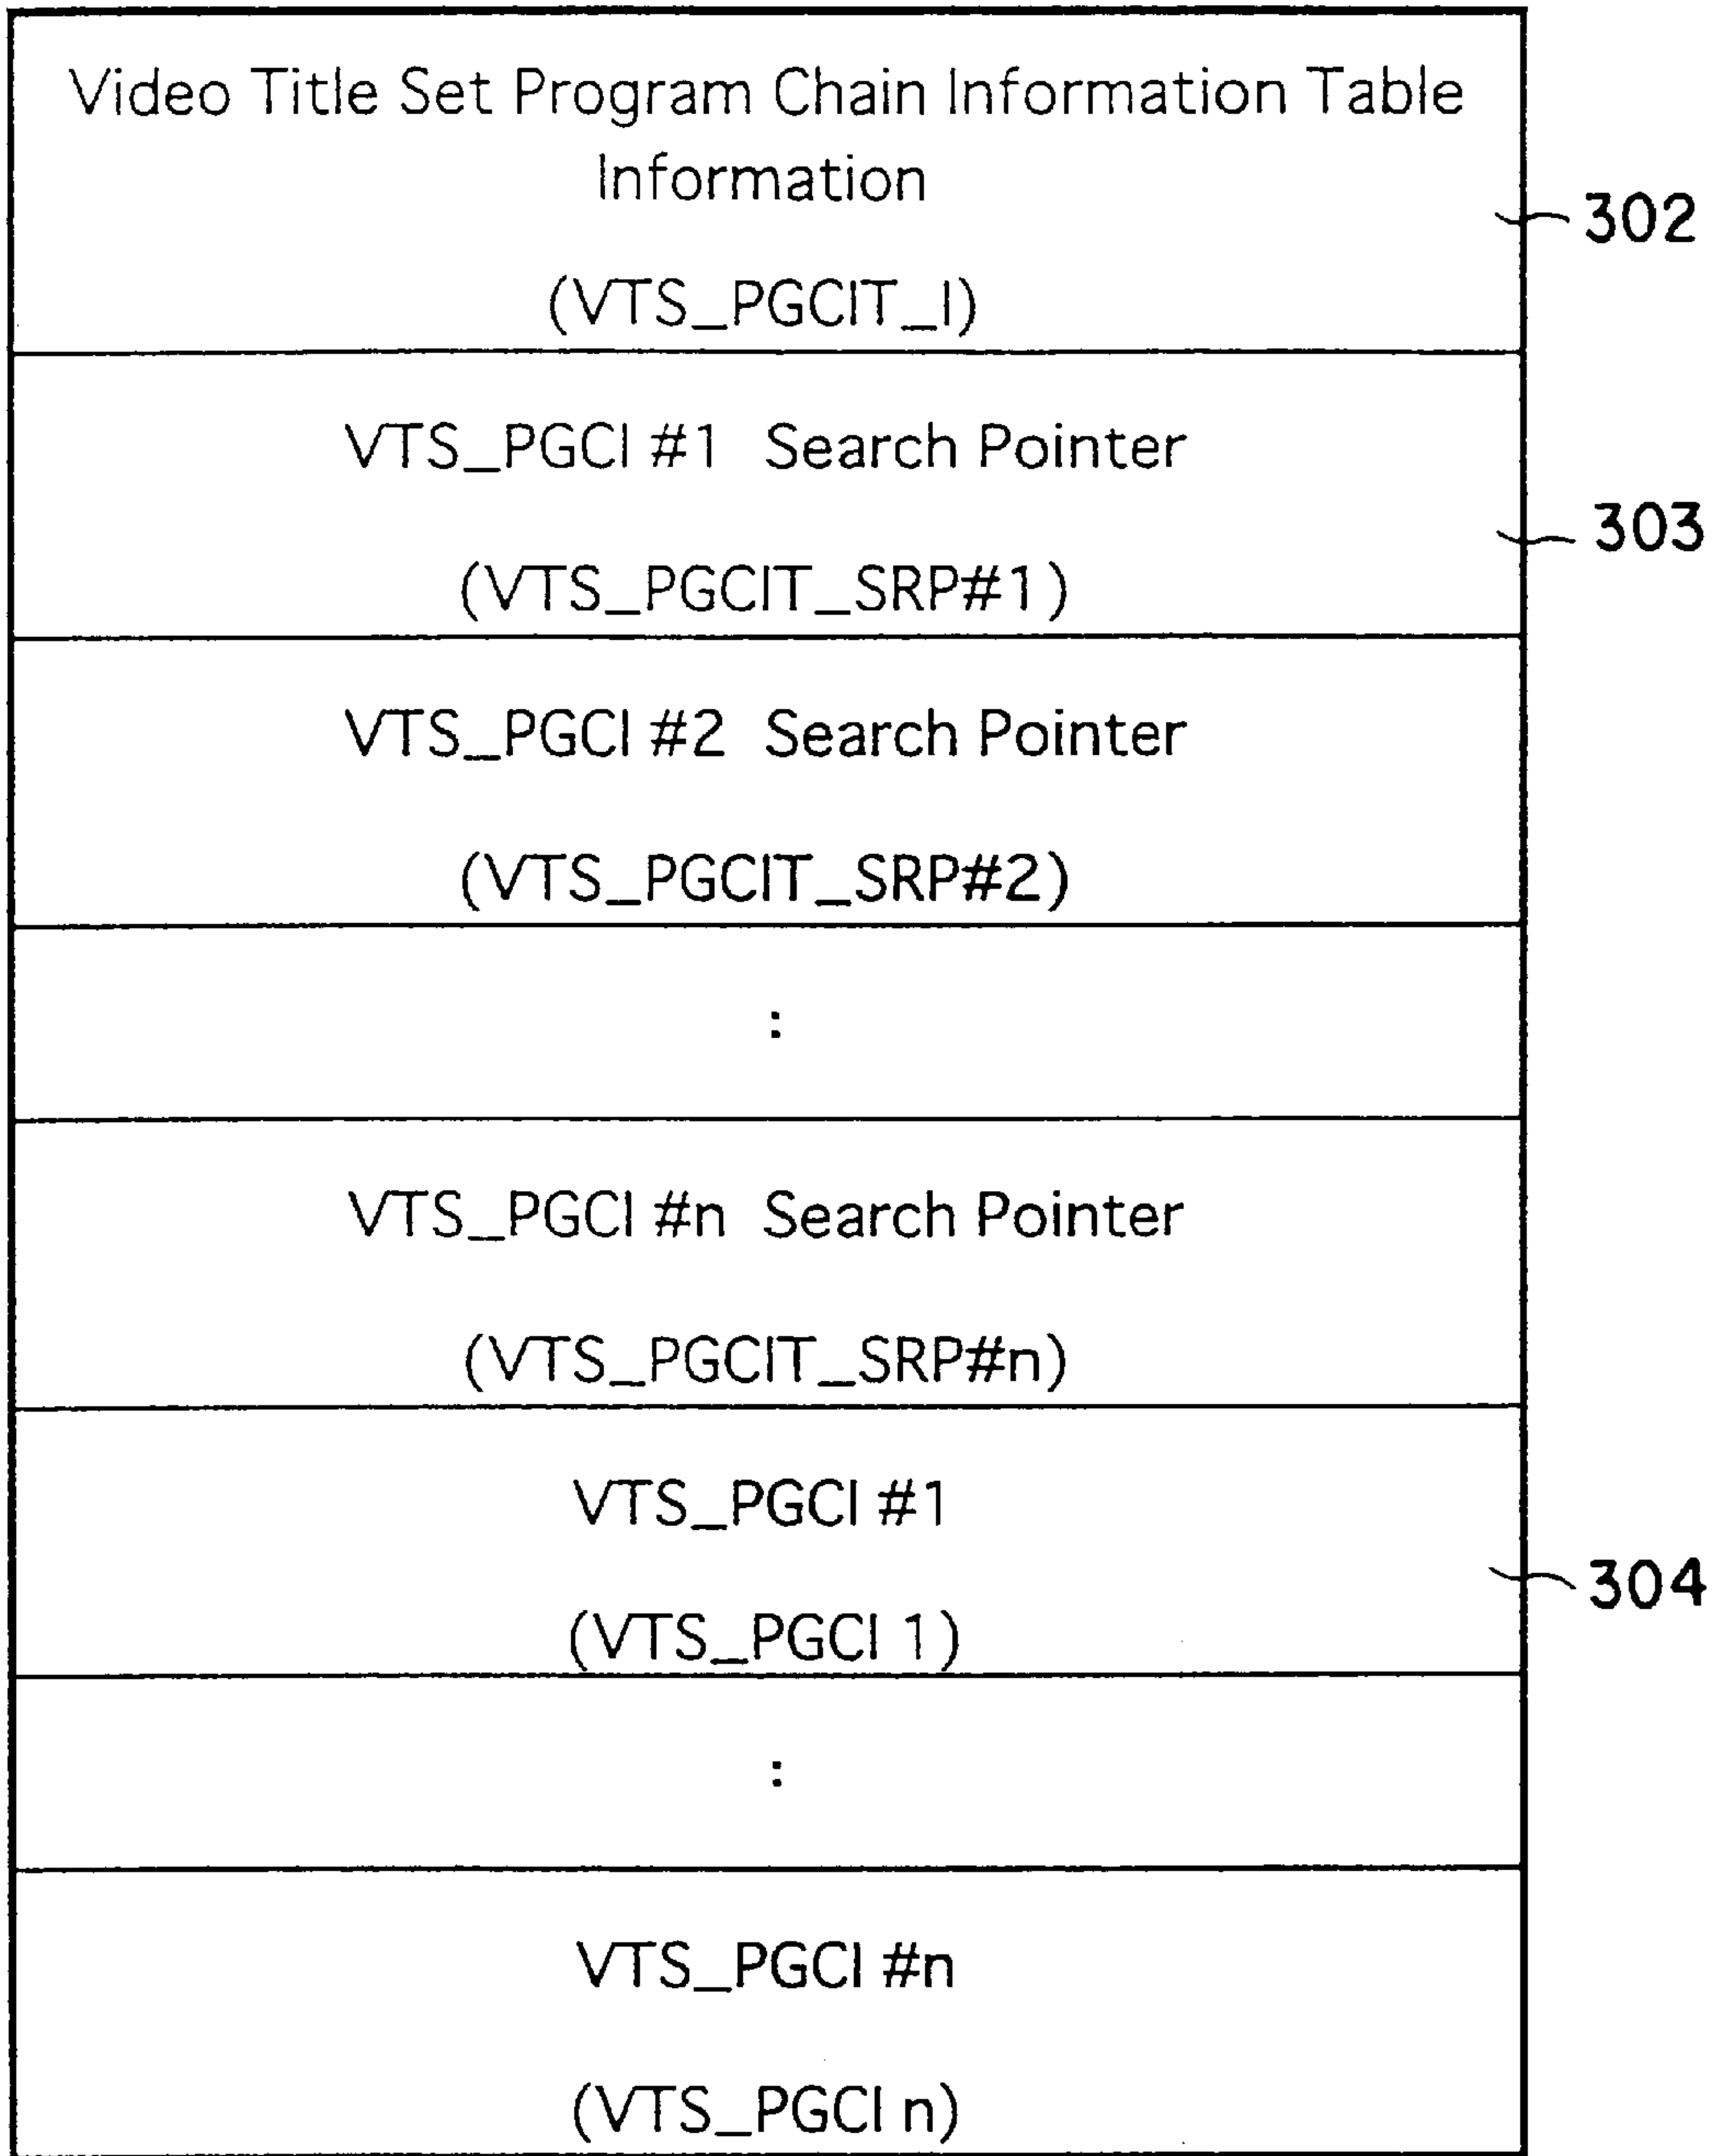 Video Title Set Program Chain Information Table
Information
302
(VTS_PGCIT_I)
VTS_PGCI #1 Search Pointer
303
(VTS_PGCIT_SRP#1)
VTS_PGCI #2 Search Pointer
(VTS_PGCIT_SRP#2)
:
VTS_PGCI #n Search Pointer
(VTS_PGCIT_SRP#n)
VTS_PGCI #1
304
(VTS_PGCI 1)
:
VTS_PGCI #n
(VTS_PGCI n)